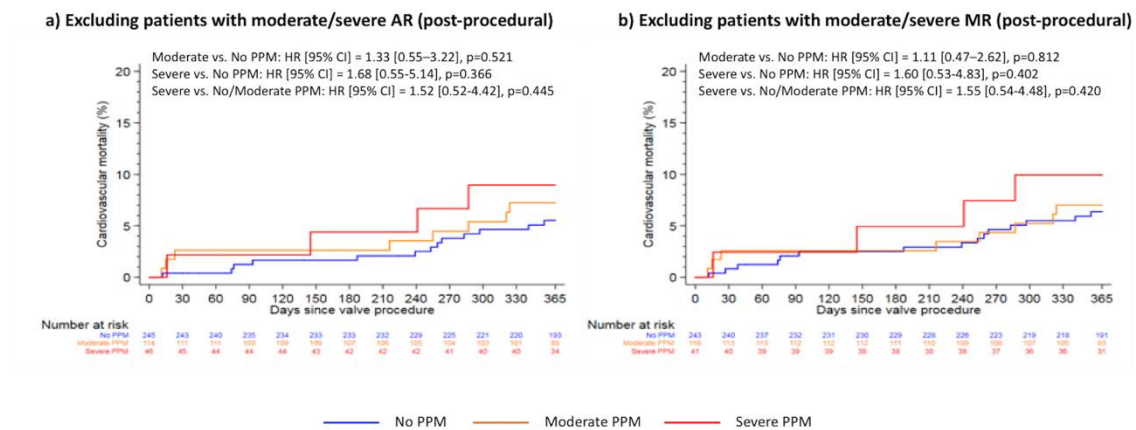 a) Excluding patients with moderate/severe AR (post-procedural)
Moderate vs. No PPM: HR [95% CI] = 1.33 [0.55–3.22], p=0.521
Severe vs. No PPM: HR [95% CI] = 1.68 [0.55-5.14], p=0.366
Severe vs. No/Moderate PPM: HR [95% CI] = 1.52 [0.52-4.42], p=0.445
Cardiovascular mortality (%)
20
15
10
5
0
0 30 60 90 120 150 180 210 240 270 300 330 365
Days since valve procedure
Number at risk
No PPM 245 243 240 235 234 233 233 232 229 225 221 220 193
Moderate PPM 114 111 111 109 109 109 107 106 105 104 103 101
Severe PPM 46 45 44 44 44 43 42 42 42 41 40 40 34
b) Excluding patients with moderate/severe MR (post-procedural)
Moderate vs. No PPM: HR [95% CI] = 1.11 [0.47–2.62], p=0.812
Severe vs. No PPM: HR [95% CI] = 1.60 [0.53-4.83], p=0.402
Severe vs. No/Moderate PPM: HR [95% CI] = 1.55 [0.54-4.48], p=0.420
Cardiovascular mortality (%)
20
15
10
5
0
0 30 60 90 120 150 180 210 240 270 300 330 365
Days since valve procedure
Number at risk
No PPM 243 240 237 232 231 230 229 228 226 223 219 218 191
Moderate PPM 116 113 113 112 112 112 111 110 109 106 107 105 93
Severe PPM 41 40 39 39 39 38 38 38 38 37 36 36 31
No PPM Moderate PPM Severe PPM